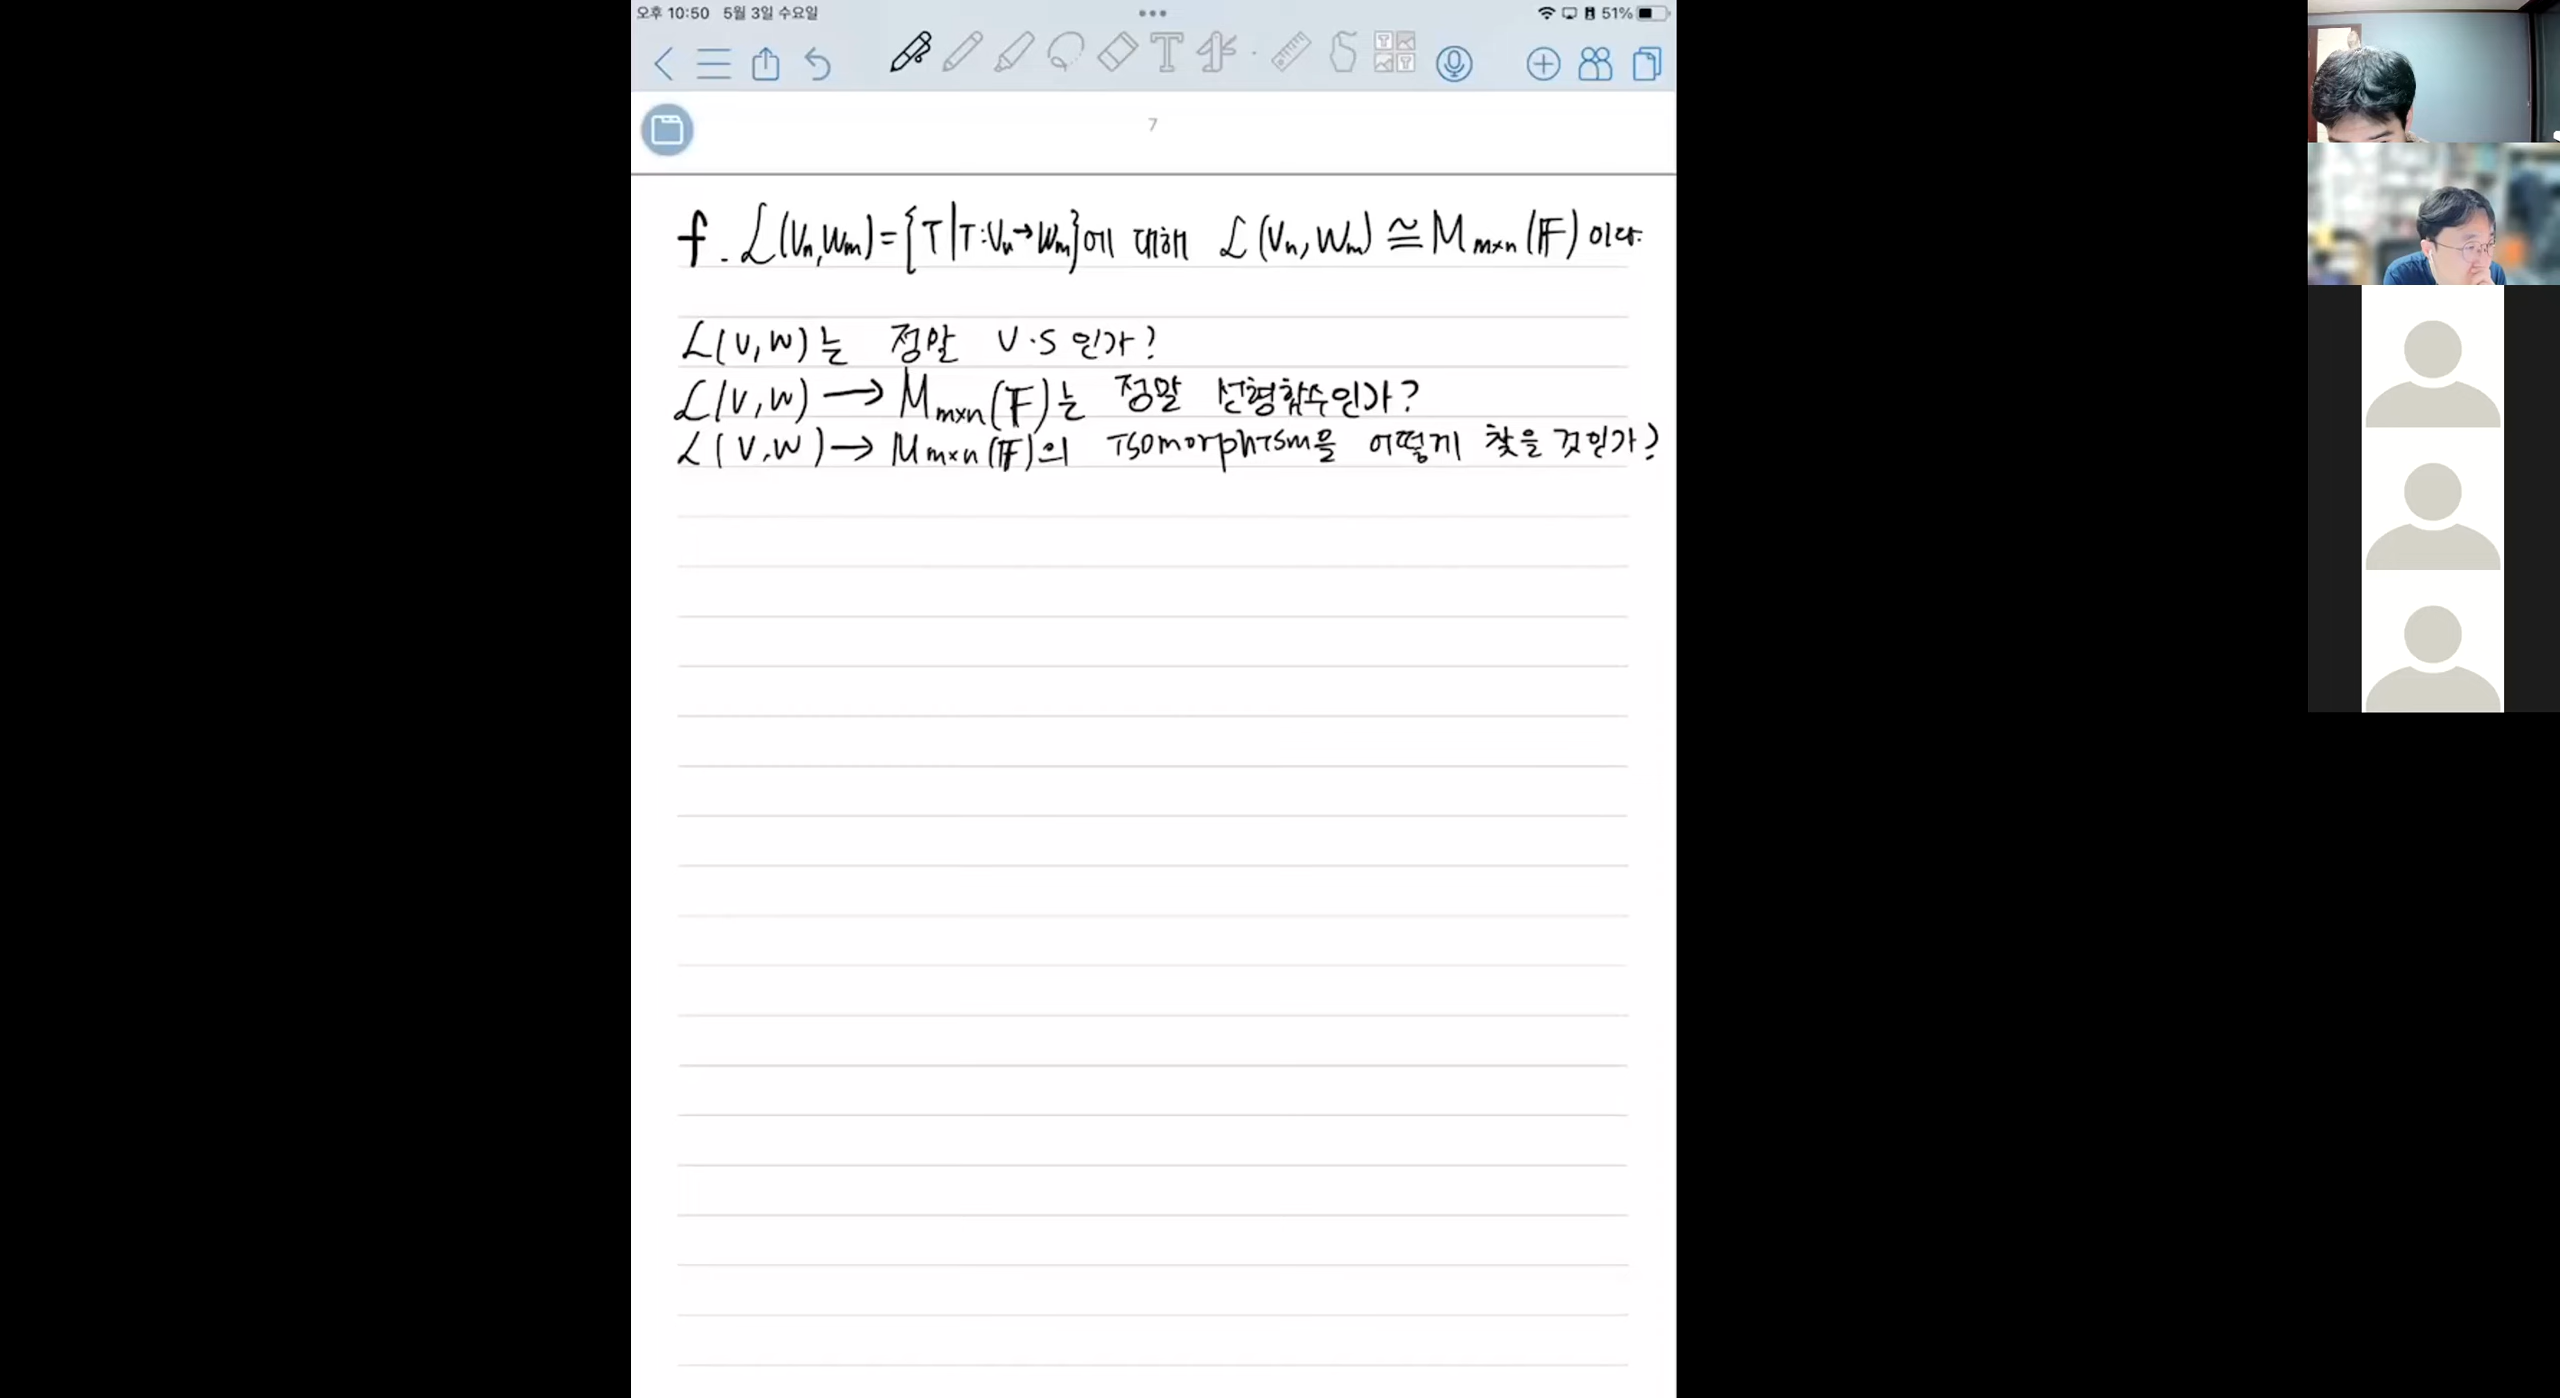 오후 10:50 5월 3일 수요일
51%
7
f. ℒ(Vn,Wm)={T|T:Vn→Wm}에 대해 ℒ(Vn,Wm)≅Mm×n(𝔽)이다.
ℒ(V,W)는 정말 V.S인가?
ℒ(V,W)→Mm×n(𝔽)는 정말 선형함수인가?
ℒ(V,W)→Mm×n(𝔽)의 Isomorphism을 어떻게 찾을 것인가?